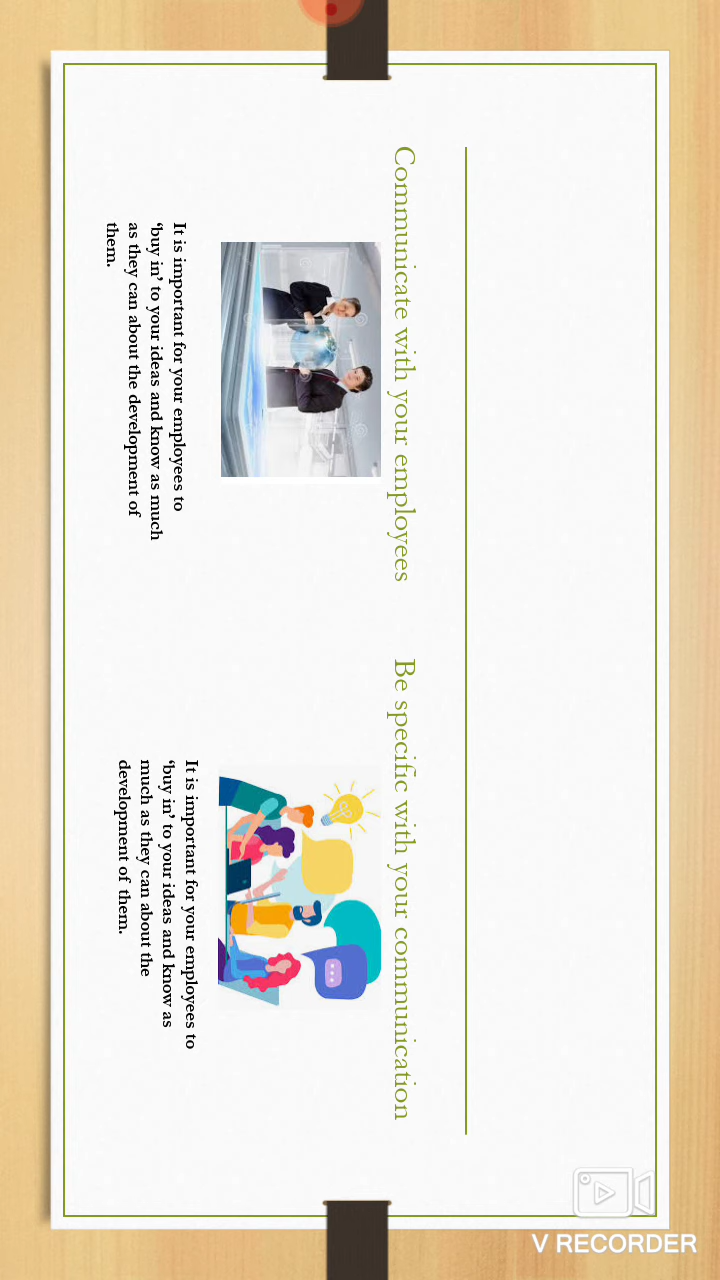 Communicate with your employees
It is important for your employees to
‘buy in’ to your ideas and know as much
as they can about the development of
them.
Be specific with your communication
It is important for your employees to
‘buy in’ to your ideas and know as
much as they can about the
development of them.
V RECORDER